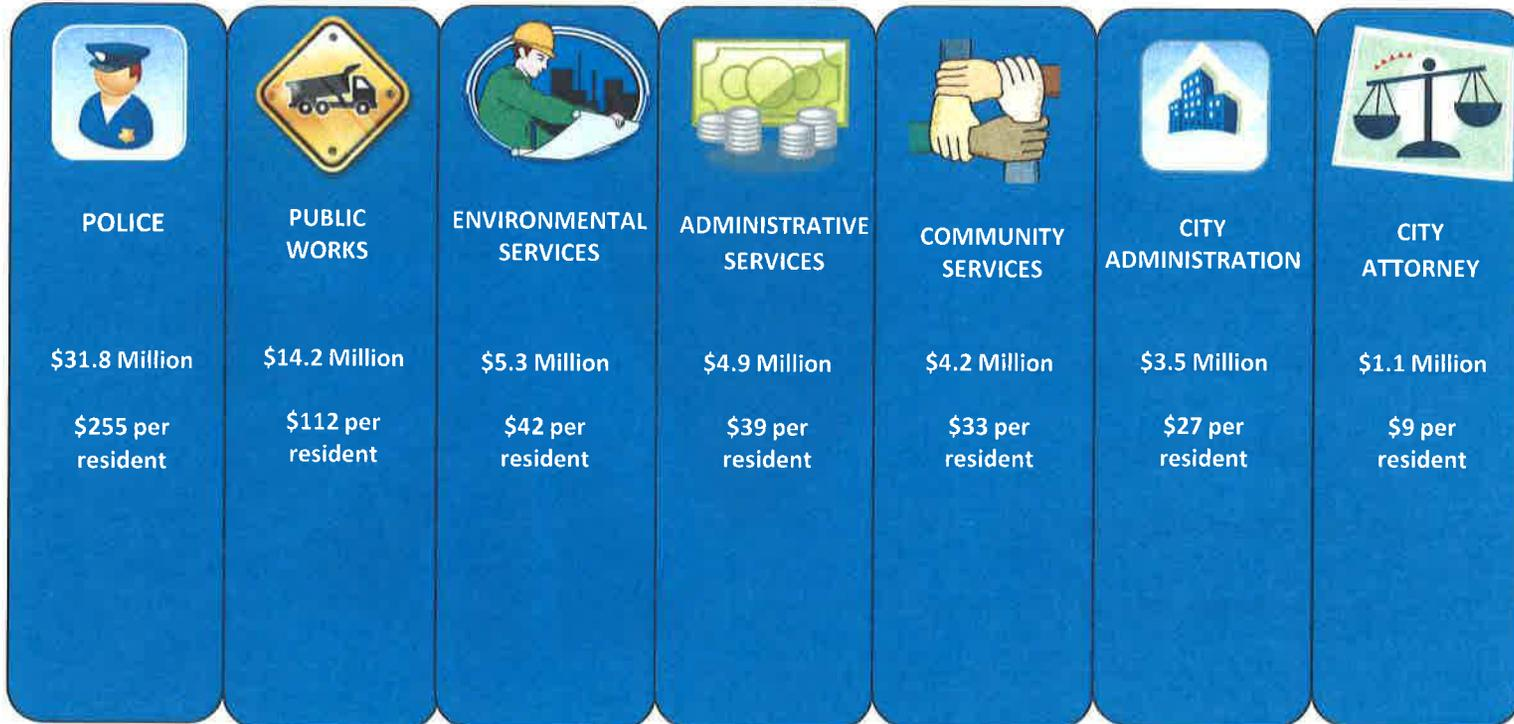 POLICE
$31.8 Million
$255 per
resident
PUBLIC
WORKS
$14.2 Million
$112 per
resident
ENVIRONMENTAL
SERVICES
$5.3 Million
$42 per
resident
ADMINISTRATIVE
SERVICES
$4.9 Million
$39 per
resident
COMMUNITY
SERVICES
$4.2 Million
$33 per
resident
CITY
ADMINISTRATION
$3.5 Million
$27 per
resident
CITY
ATTORNEY
$1.1 Million
$9 per
resident